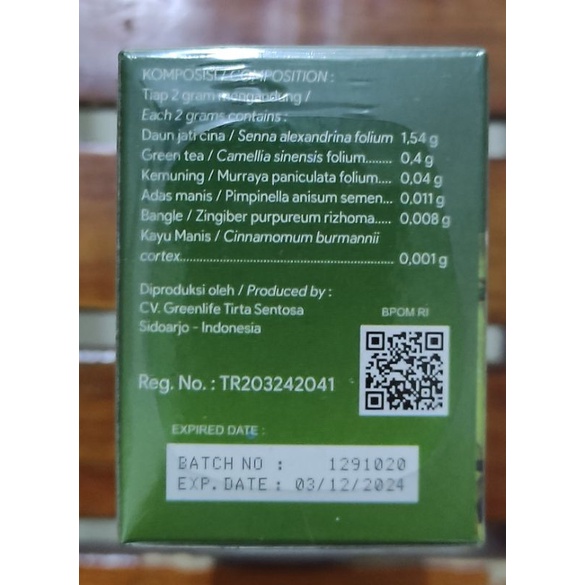 KOMPOSISI / COMPOSITION :
Tiap 2 gram mengandung /
Each 2 grams contains :
Daun jati cina / Senna alexandrina folium 1,54 g
Green tea / Camellia sinensis folium....... 0,4 g
Kemuning / Murraya paniculata folium.... 0,04 g
Adas manis / Pimpinella anisum semen... 0,011 g
Bangle / Zingiber purpureum rizhoma..... 0,008 g
Kayu Manis / Cinnamomum burmannii
cortex....................................................... 0,001 g
Diproduksi oleh / Produced by :
CV. Greenlife Tirta Sentosa
Sidoarjo - Indonesia
BPOM RI
Reg. No. : TR203242041
EXPIRED DATE :
BATCH NO : 1291020
EXP. DATE : 03/12/2024